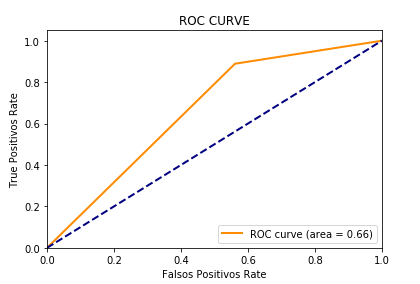 ROC CURVE
1.0
0.8
0.6
0.4
0.2
0.0
True Positivos Rate
ROC curve (area = 0.66)
0.0 0.2 0.4 0.6 0.8 1.0
Falsos Positivos Rate